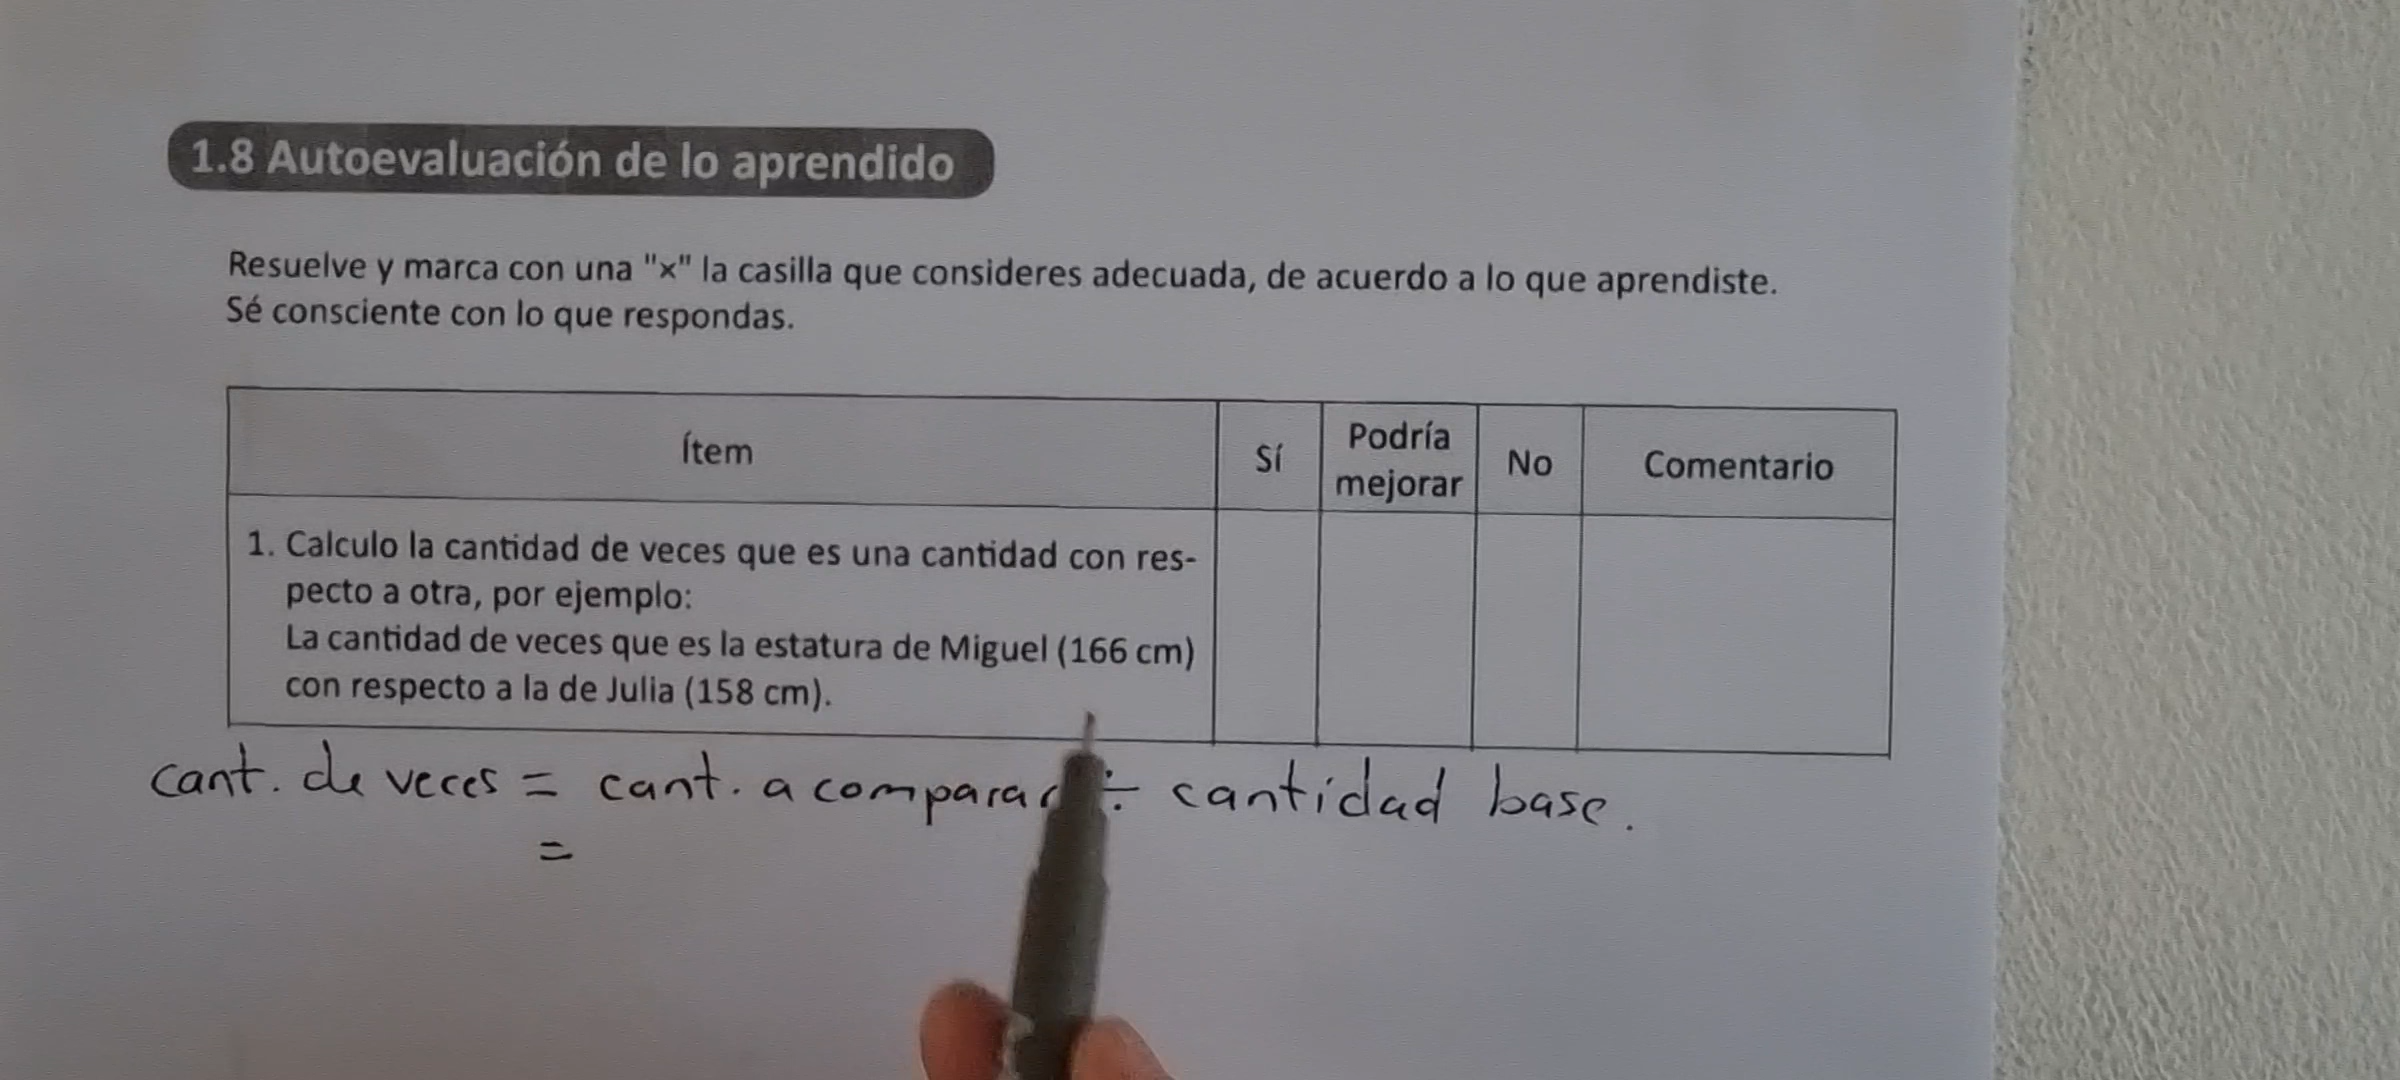 1.8 Autoevaluación de lo aprendido
Resuelve y marca con una "x" la casilla que consideres adecuada, de acuerdo a lo que aprendiste.
Sé consciente con lo que respondas.
Ítem
Sí
Podría
mejorar
No
Comentario
1. Calculo la cantidad de veces que es una cantidad con res-
pecto a otra, por ejemplo:
La cantidad de veces que es la estatura de Miguel (166 cm)
con respecto a la de Julia (158 cm).
cant. de veces = cant. a comparar ÷ cantidad base.
=